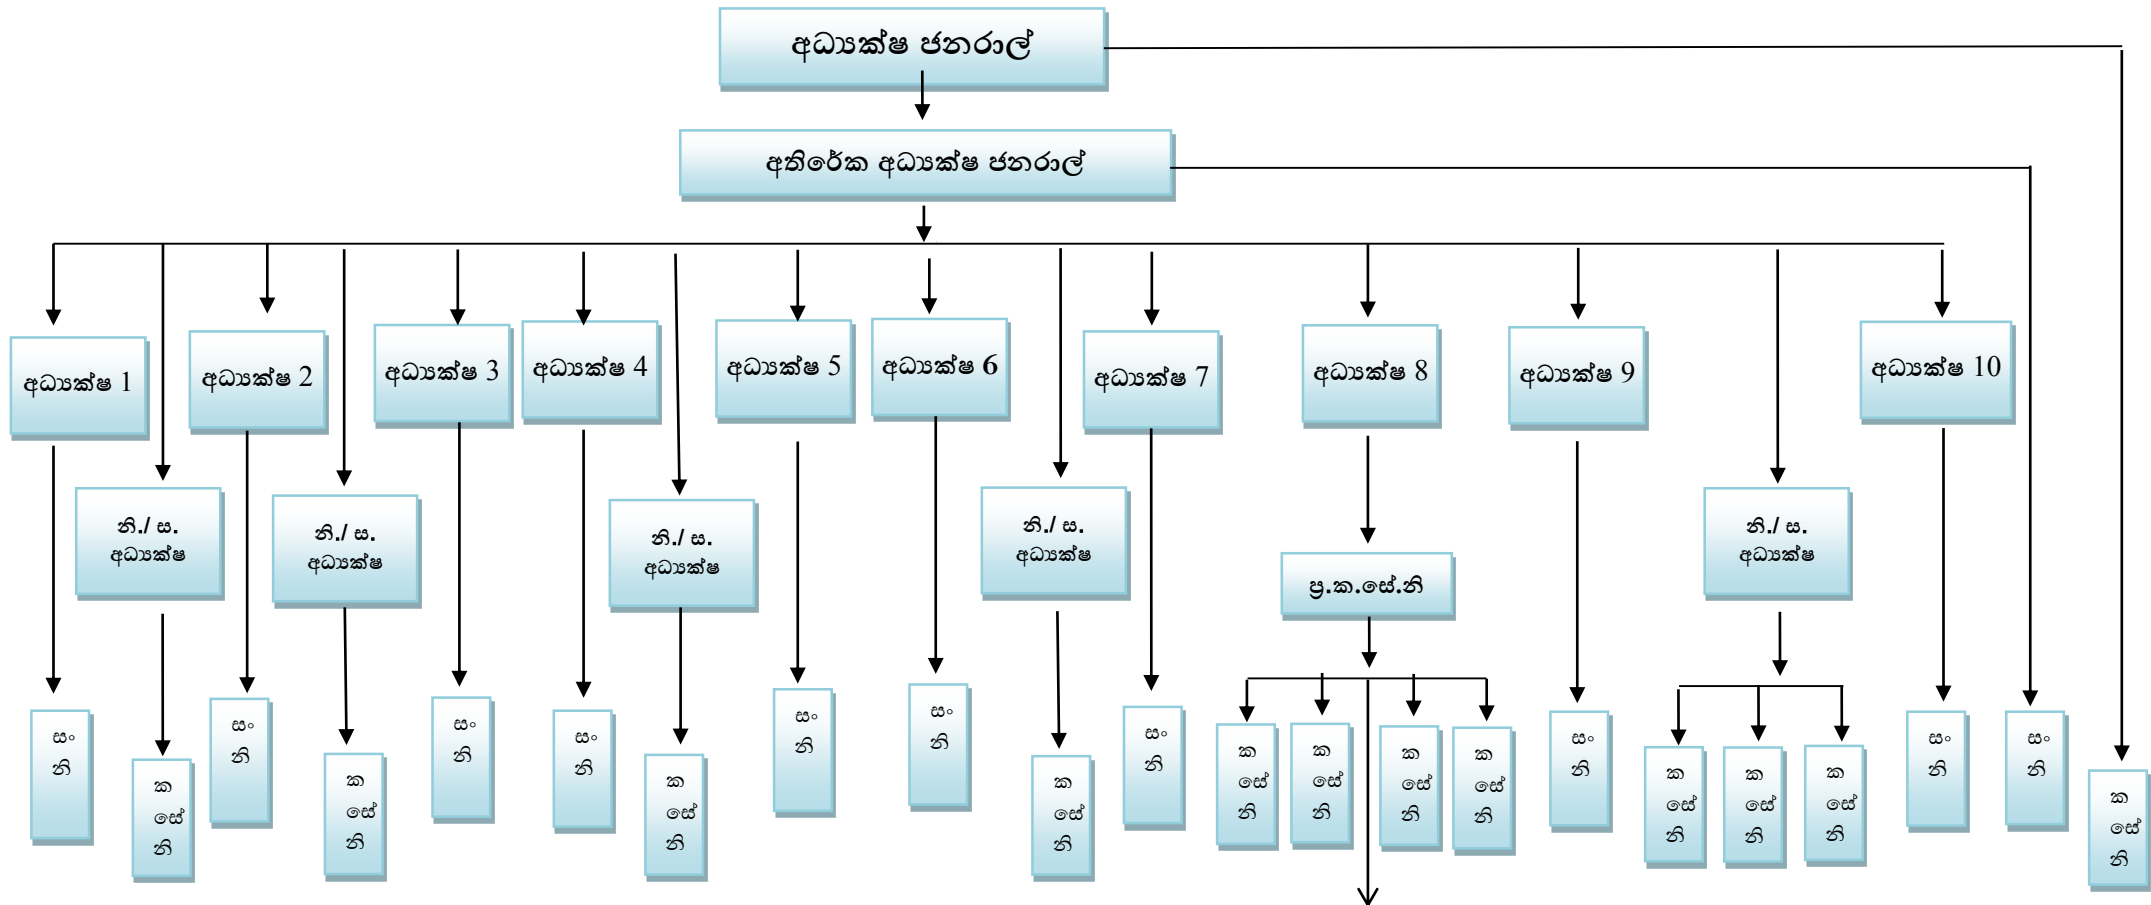 අධ්‍යක්ෂ ජනරාල්
අතිරේක අධ්‍යක්ෂ ජනරාල්
අධ්‍යක්ෂ 1
අධ්‍යක්ෂ 2
අධ්‍යක්ෂ 3
අධ්‍යක්ෂ 4
අධ්‍යක්ෂ 5
අධ්‍යක්ෂ 6
අධ්‍යක්ෂ 7
අධ්‍යක්ෂ 8
අධ්‍යක්ෂ 9
අධ්‍යක්ෂ 10
නි./ ස.
අධ්‍යක්ෂ
නි./ ස.
අධ්‍යක්ෂ
නි./ ස.
අධ්‍යක්ෂ
නි./ ස.
අධ්‍යක්ෂ
ප්‍ර.ක.සේ.නි
නි./ ස.
අධ්‍යක්ෂ
සං
නි
ක
සේ
නි
සං
නි
ක
සේ
නි
සං
නි
සං
නි
ක
සේ
නි
සං
නි
සං
නි
ක
සේ
නි
සං
නි
ක
සේ
නි
ක
සේ
නි
ක
සේ
නි
ක
සේ
නි
සං
නි
ක
සේ
නි
ක
සේ
නි
ක
සේ
නි
සං
නි
සං
නි
ක
සේ
නි